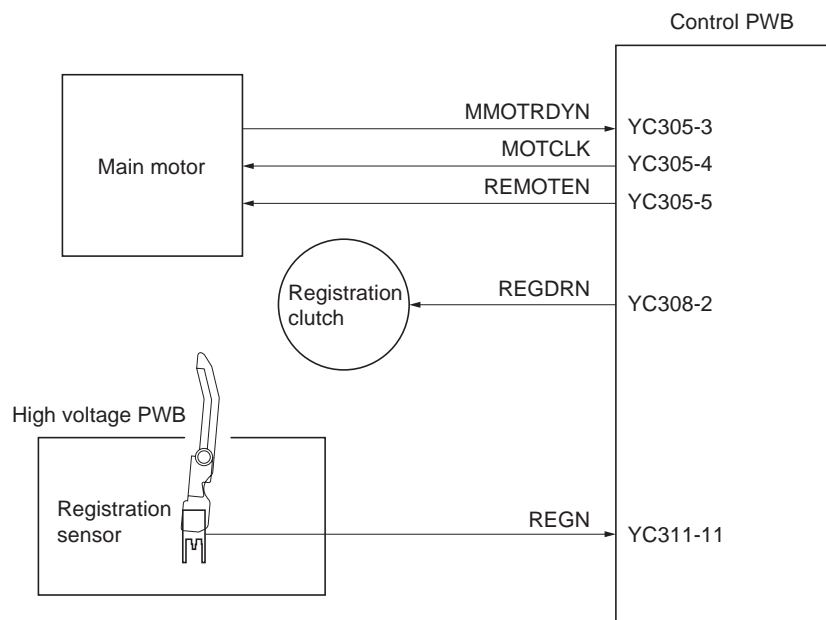 Control PWB
MMOTRDYN
YC305-3
Main motor
MOTCLK
YC305-4
REMOTEN
YC305-5
Registration
clutch
REGDRN
YC308-2
High voltage PWB
Registration
sensor
REGN
YC311-11